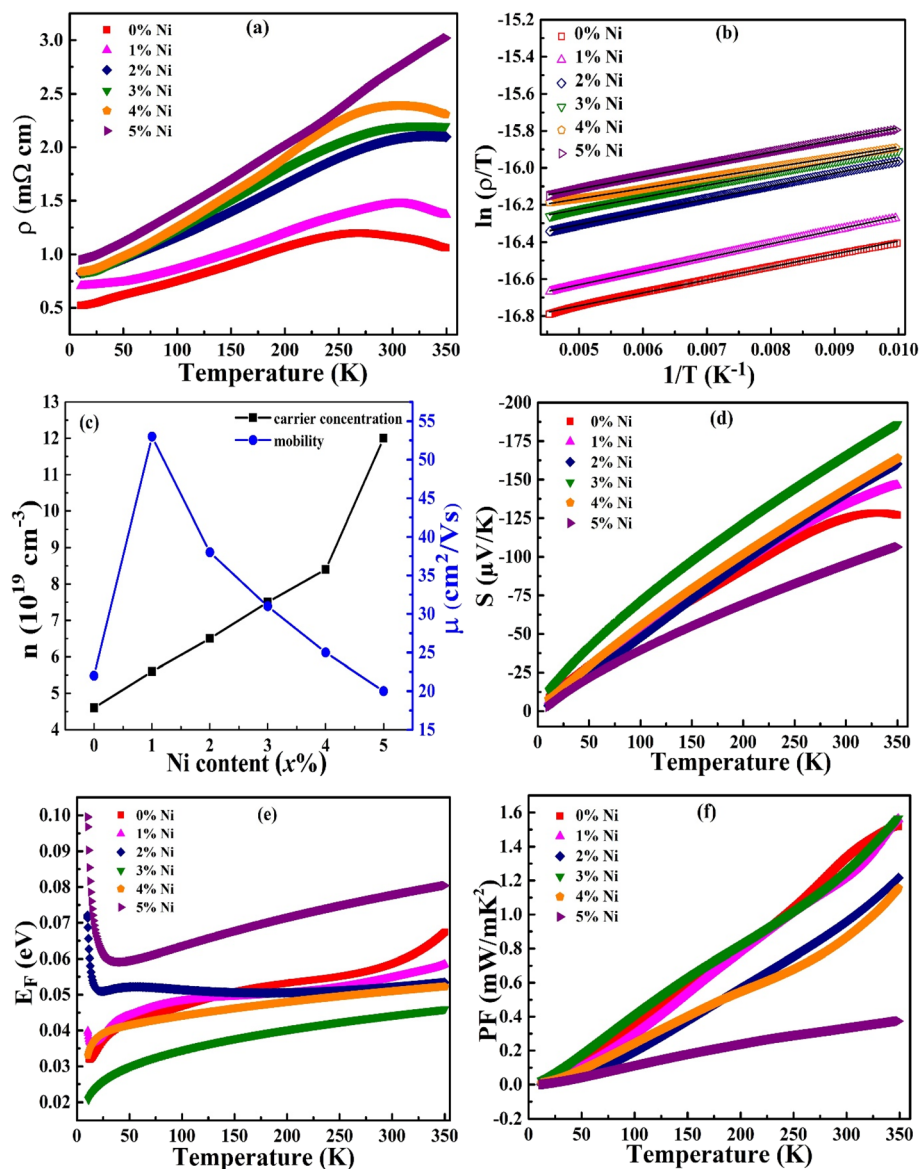 (a)
0% Ni
1% Ni
2% Ni
3% Ni
4% Ni
5% Ni
3.0
2.5
2.0
1.5
1.0
0.5
ρ (mΩ cm)
0 50 100 150 200 250 300 350
Temperature (K)
(b)
0% Ni
1% Ni
2% Ni
3% Ni
4% Ni
5% Ni
-15.2
-15.4
-15.6
-15.8
-16.0
-16.2
-16.4
-16.6
-16.8
ln (ρ/T)
0.005 0.006 0.007 0.008 0.009 0.010
1/T (K⁻¹)
(c)
carrier concentration
mobility
13
12
11
10
9
8
7
6
5
4
n (10¹⁹ cm⁻³)
55
50
45
40
35
30
25
20
15
μ (cm²/Vs)
0 1 2 3 4 5
Ni content (x%)
(d)
0% Ni
1% Ni
2% Ni
3% Ni
4% Ni
5% Ni
-200
-175
-150
-125
-100
-75
-50
-25
0
S (μV/K)
0 50 100 150 200 250 300 350
Temperature (K)
(e)
0% Ni
1% Ni
2% Ni
3% Ni
4% Ni
5% Ni
0.10
0.09
0.08
0.07
0.06
0.05
0.04
0.03
0.02
E_F (eV)
0 50 100 150 200 250 300 350
Temperature (K)
(f)
0% Ni
1% Ni
2% Ni
3% Ni
4% Ni
5% Ni
1.6
1.4
1.2
1.0
0.8
0.6
0.4
0.2
0.0
-0.2
PF (mW/mK²)
0 50 100 150 200 250 300 350
Temperature (K)